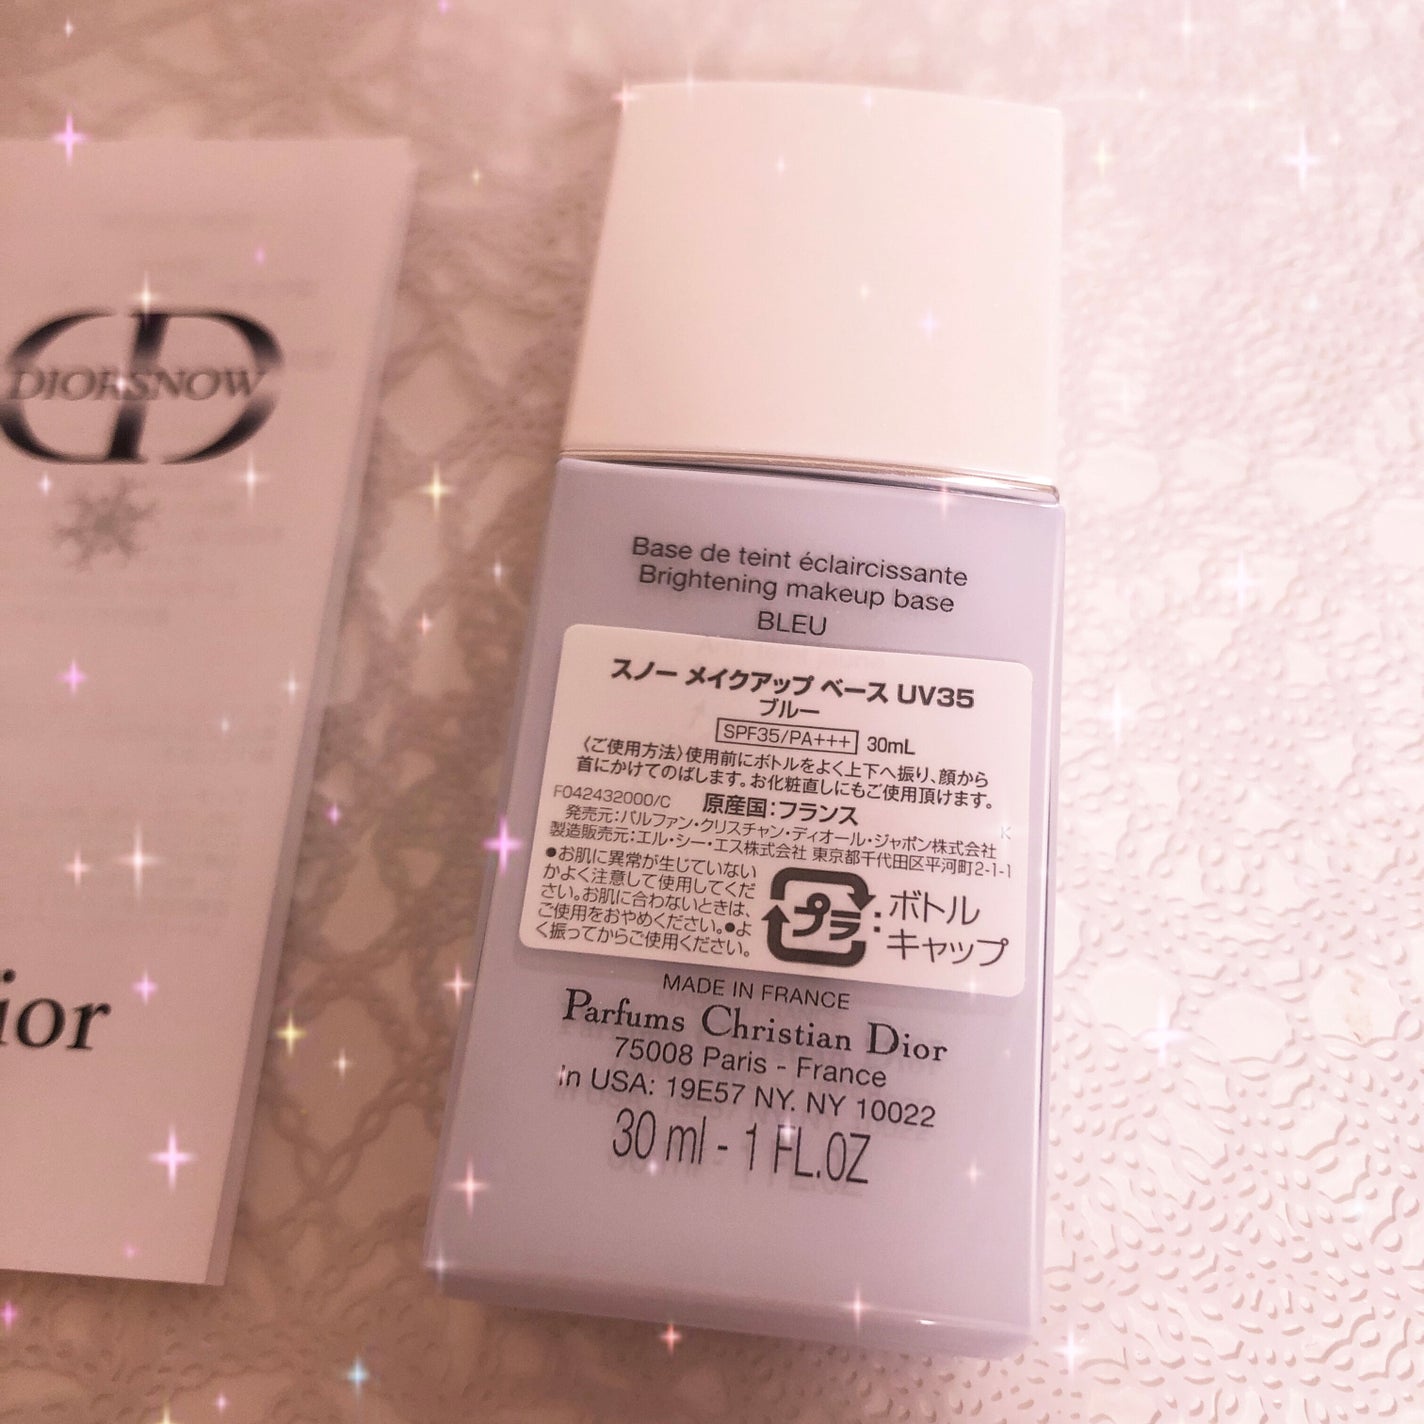 DIORSNOW
ior
Base de teint éclaircissante
Brightening makeup base
BLEU
スノー メイクアップ ベース UV35
ブルー
SPF35/PA+++ 30mL
〈ご使用方法〉使用前にボトルをよく上下へ振り、顔から
首にかけてのばします。お化粧直しにもご使用頂けます。
F042432000/C 原産国：フランス
K
発売元：パルファン・クリスチャン・ディオール・ジャポン株式会社
製造販売元：エル・シー・エス株式会社 東京都千代田区平河町2-1-1
●お肌に異常が生じていない
かよく注意して使用してくだ
さい。お肌に合わないときは、
ご使用をおやめください。●よ
く振ってからご使用ください。
プラ：ボトル
キャップ
MADE IN FRANCE
Parfums Christian Dior
75008 Paris - France
In USA: 19E57 NY. NY 10022
30 ml - 1 FL.OZ